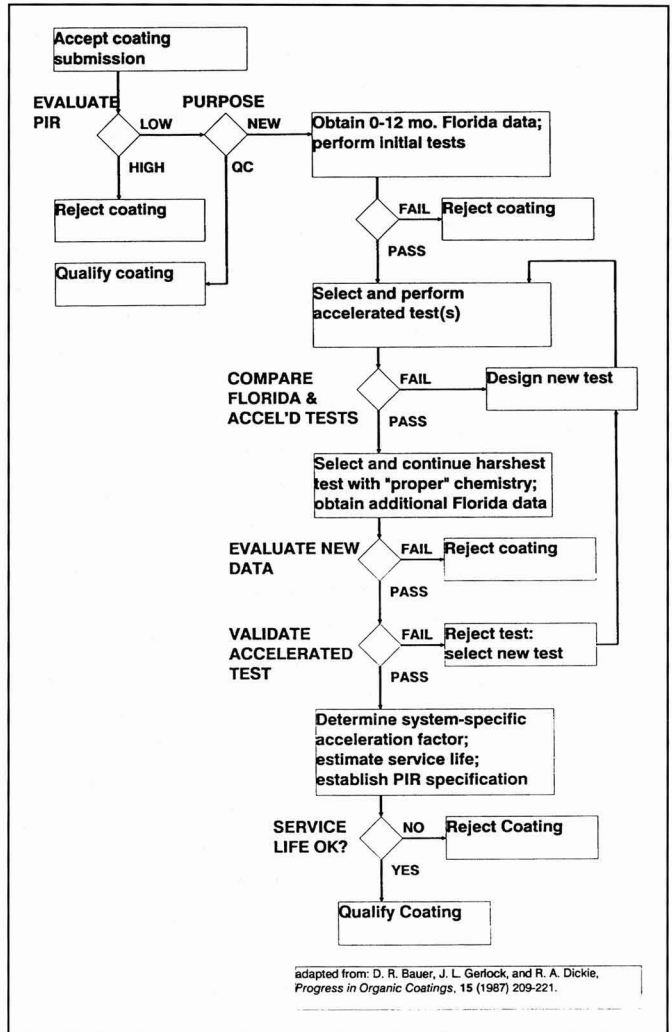 Accept coating
submission
EVALUATE
PIR
PURPOSE
LOW
NEW
HIGH
QC
Obtain 0-12 mo. Florida data;
perform initial tests
Reject coating
FAIL
Reject coating
PASS
Qualify coating
Select and perform
accelerated test(s)
COMPARE
FLORIDA &
ACCEL'D TESTS
FAIL
Design new test
PASS
Select and continue harshest
test with "proper" chemistry;
obtain additional Florida data
EVALUATE NEW
DATA
FAIL
Reject coating
PASS
VALIDATE
ACCELERATED
TEST
FAIL
Reject test:
select new test
PASS
Determine system-specific
acceleration factor;
estimate service life;
establish PIR specification
SERVICE
LIFE OK?
NO
Reject Coating
YES
Qualify Coating
adapted from: D. R. Bauer, J. L. Gerlock, and R. A. Dickie,
Progress in Organic Coatings, 15 (1987) 209-221.